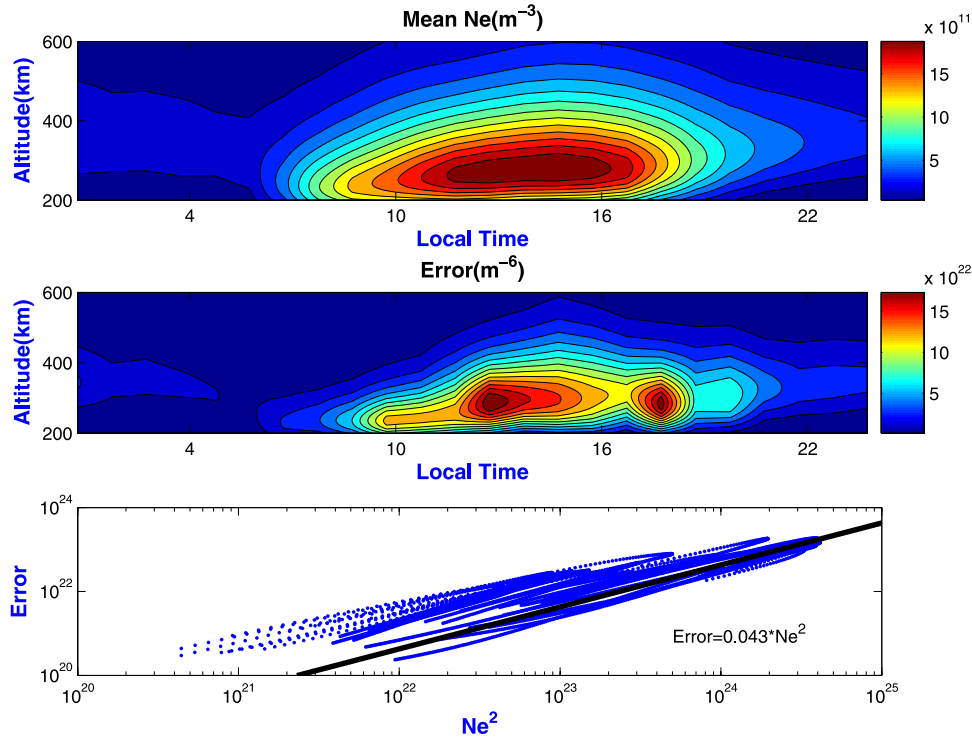 Mean Ne(m⁻³)
x 10¹¹
Altitude(km)
600
400
200
4
10
16
22
15
10
5
Local Time
Error(m⁻⁶)
x 10²²
Altitude(km)
600
400
200
4
10
16
22
15
10
5
Local Time
Error
10²⁴
10²²
10²⁰
Error=0.043*Ne²
10²⁰
10²¹
10²²
10²³
10²⁴
10²⁵
Ne²